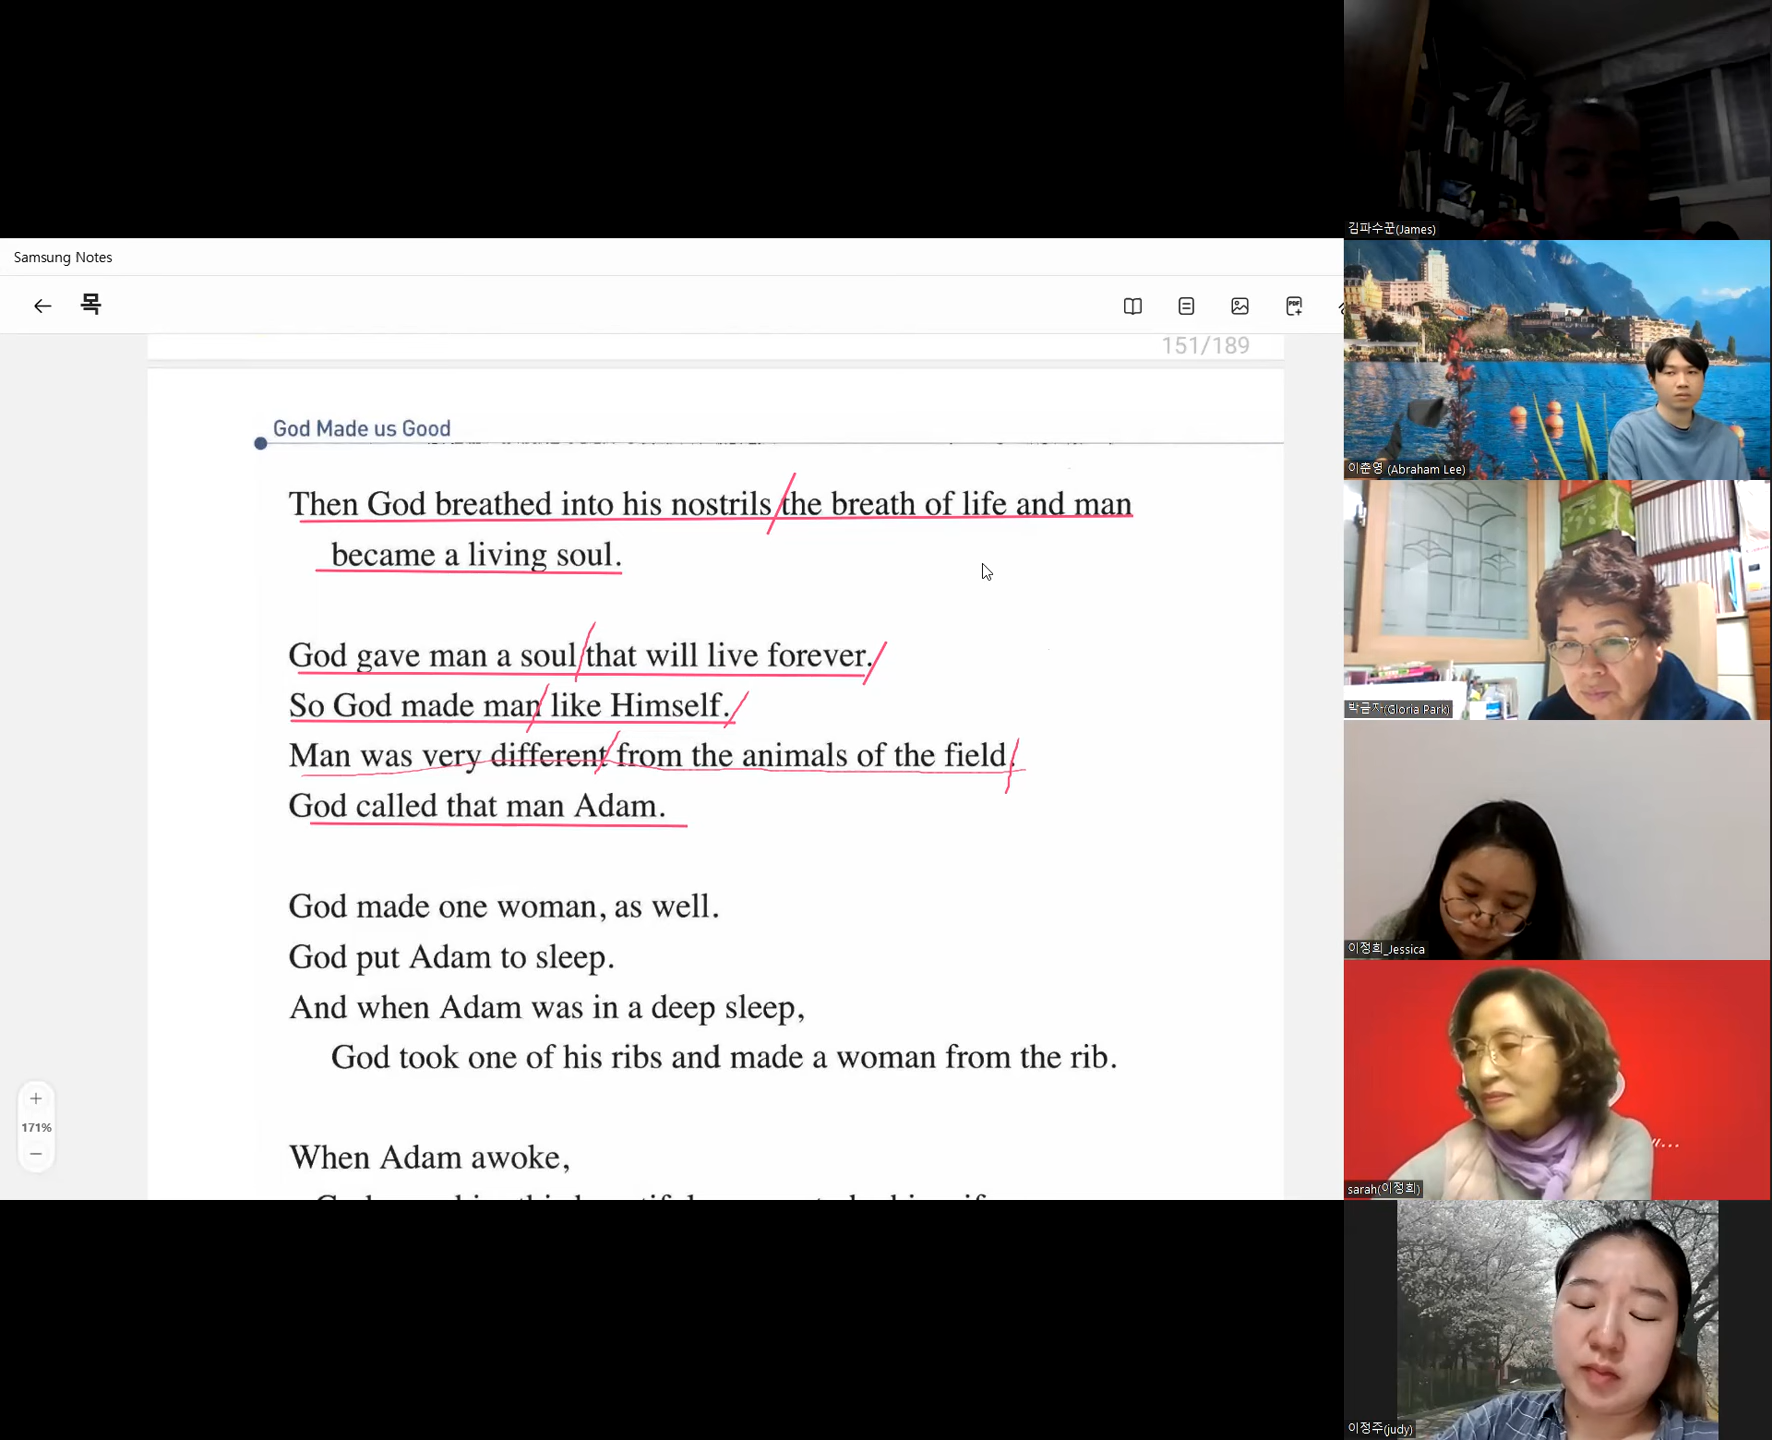 Samsung Notes
목
151/189
God Made us Good
Then God breathed into his nostrils the breath of life and man
became a living soul.
God gave man a soul that will live forever.
So God made man like Himself.
Man was very different from the animals of the field.
God called that man Adam.
God made one woman, as well.
God put Adam to sleep.
And when Adam was in a deep sleep,
God took one of his ribs and made a woman from the rib.
When Adam awoke,
171%
김파수꾼(James)
이춘영 (Abraham Lee)
박금자(Gloria Park)
이정희_Jessica
sarah(이정희)
이정주(judy)